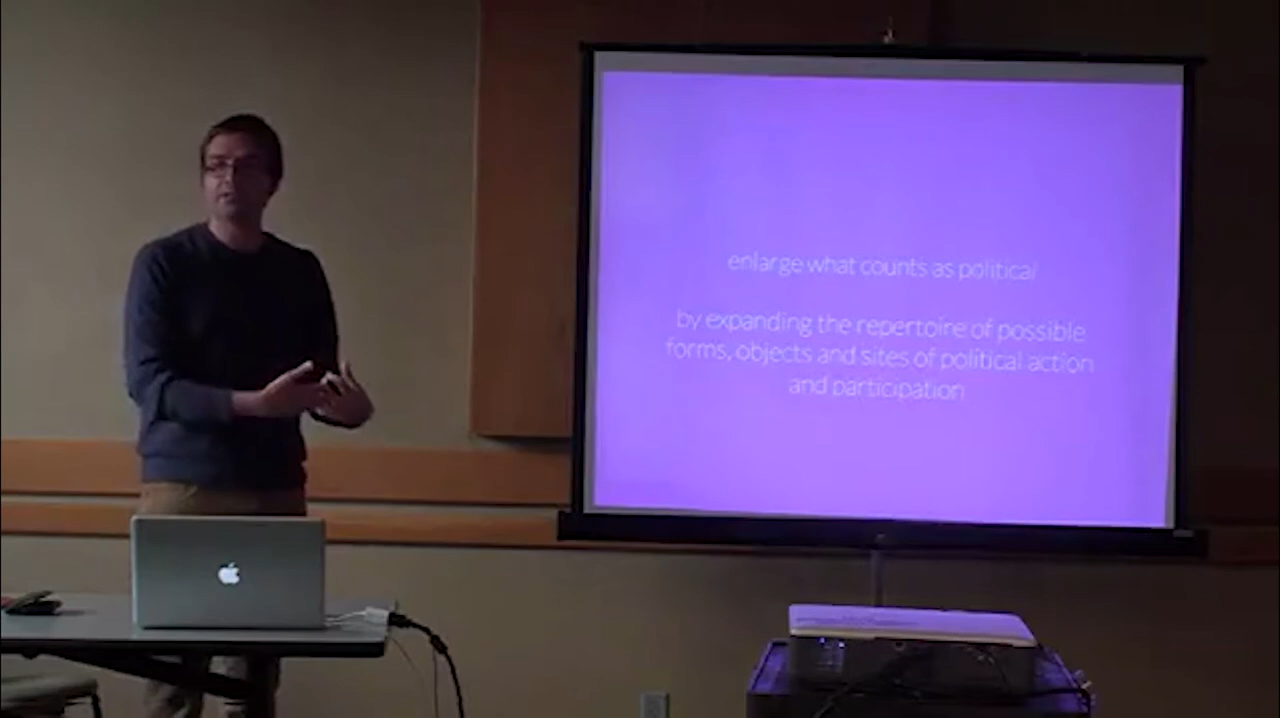 enlarge what counts as political
by expanding the repertoire of possible
forms, objects and sites of political action
and participation